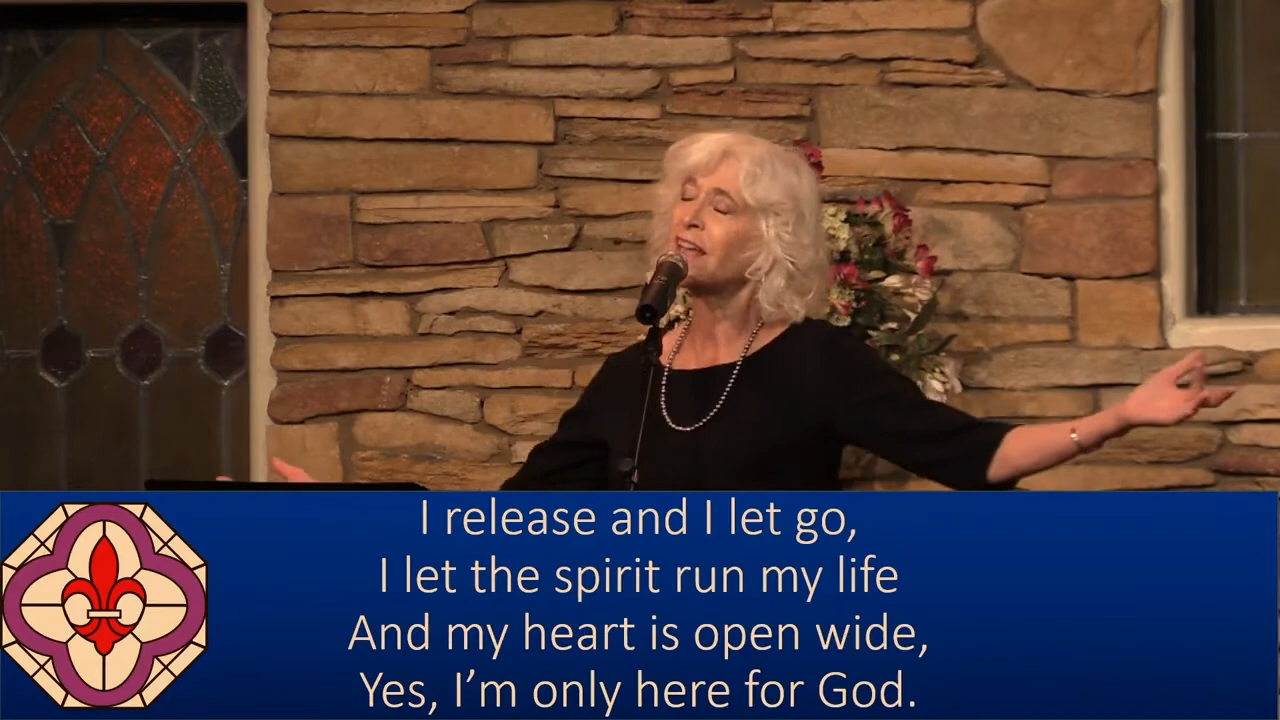 I release and I let go,
I let the spirit run my life
And my heart is open wide,
Yes, I’m only here for God.